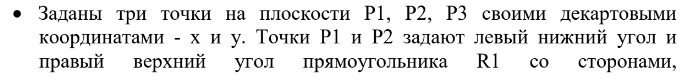 • Заданы три точки на плоскости P1, P2, P3 своими декартовыми
координатами - x и y. Точки P1 и P2 задают левый нижний угол и
правый верхний угол прямоугольника R1 со сторонами,